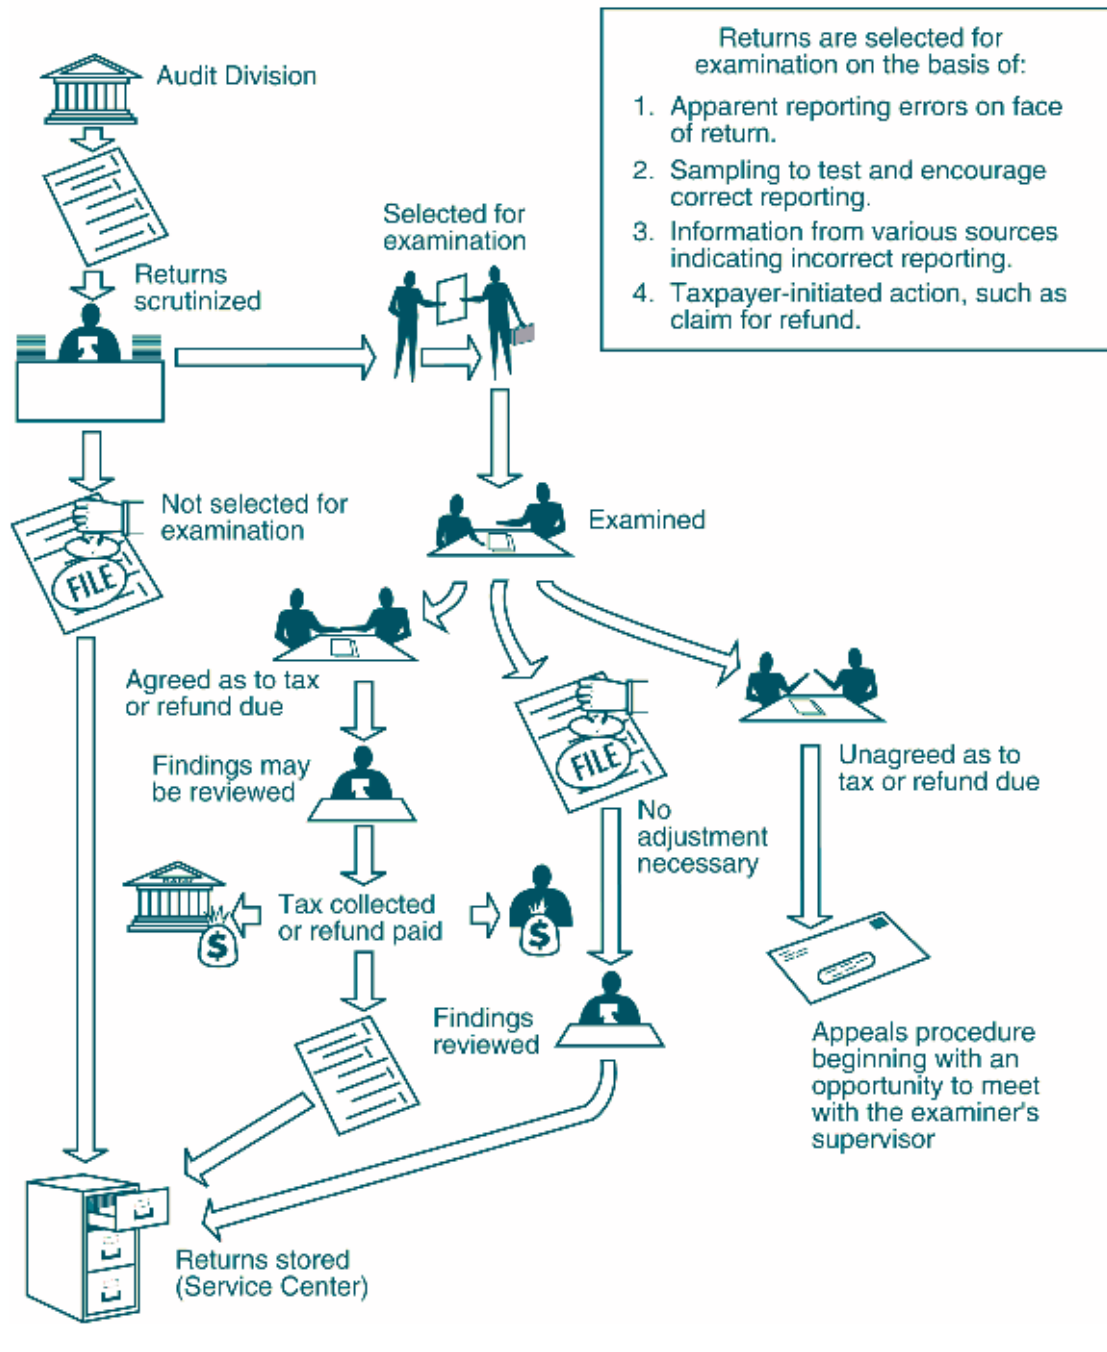 Audit Division
Returns are selected for
examination on the basis of:
1. Apparent reporting errors on face
of return.
2. Sampling to test and encourage
correct reporting.
3. Information from various sources
indicating incorrect reporting.
4. Taxpayer-initiated action, such as
claim for refund.
Returns
scrutinized
Selected for
examination
Not selected for
examination
FILE
Examined
Agreed as to tax
or refund due
Findings may
be reviewed
Tax collected
or refund paid
$
$
FILE
No
adjustment
necessary
Findings
reviewed
Unagreed as to
tax or refund due
Appeals procedure
beginning with an
opportunity to meet
with the examiner's
supervisor
Returns stored
(Service Center)